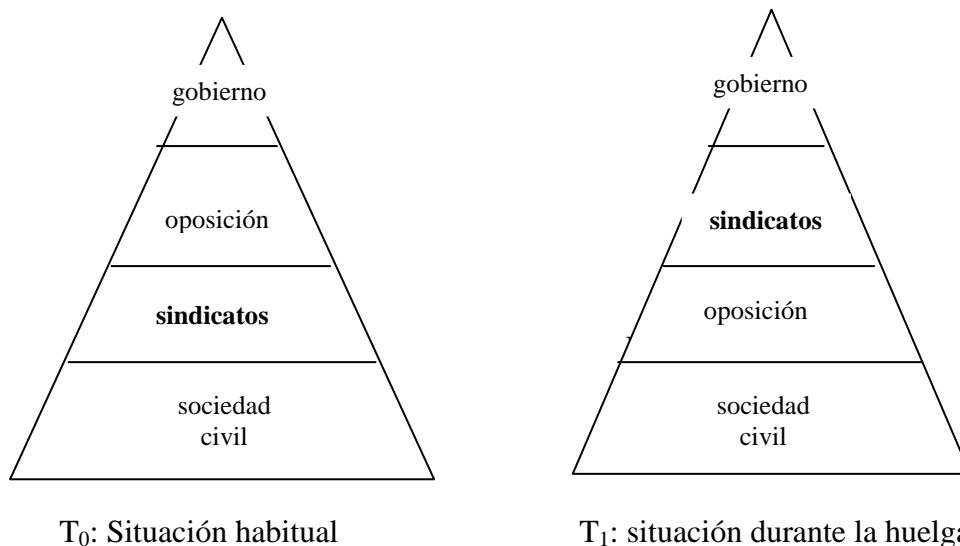 gobierno
oposición
sindicatos
sociedad
civil
T₀: Situación habitual
gobierno
sindicatos
oposición
sociedad
civil
T₁: situación durante la huelga